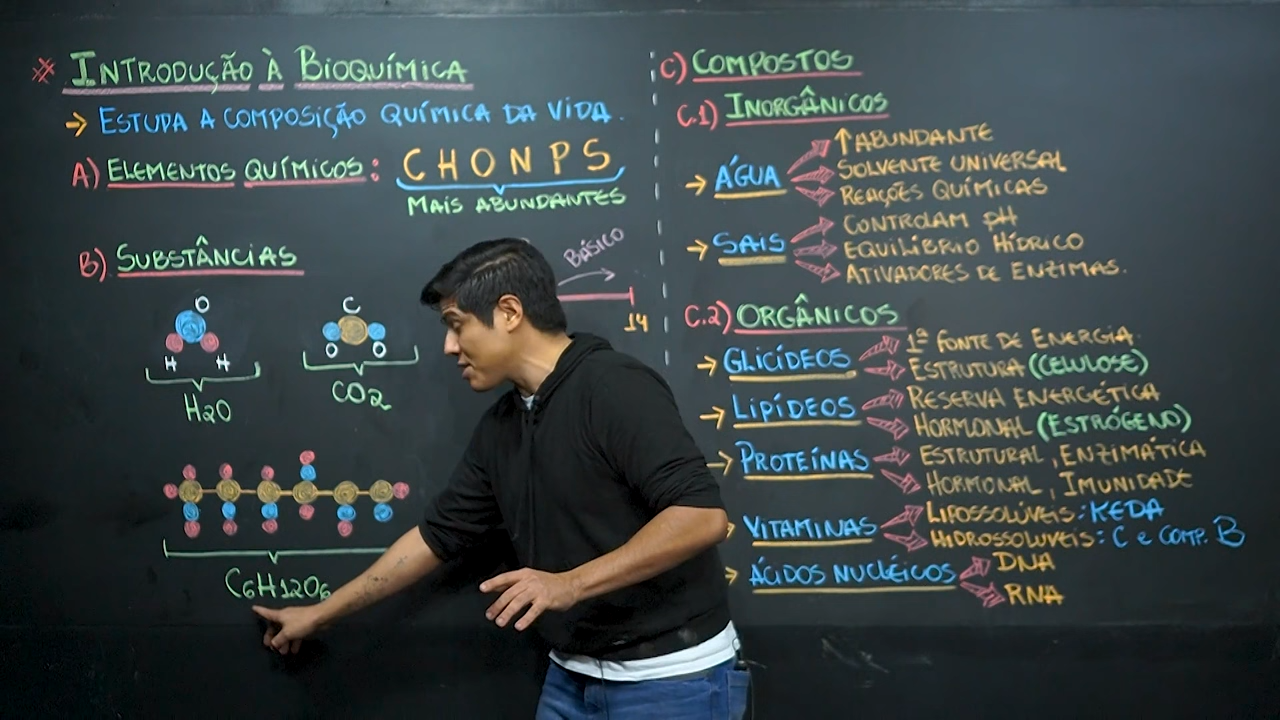 * INTRODUÇÃO À BIOQUÍMICA
→ ESTUDA A COMPOSIÇÃO QUÍMICA DA VIDA.
A) ELEMENTOS QUÍMICOS: C H O N P S
MAIS ABUNDANTES
B) SUBSTÂNCIAS
O
H H
H2O
C
O O
CO2
BÁSICO
14
C6H12O6
C) COMPOSTOS
C.1) INORGÂNICOS
→ ÁGUA
↑ ABUNDANTE
SOLVENTE UNIVERSAL
REAÇÕES QUÍMICAS
→ SAIS
CONTROLAM pH
EQUILÍBRIO HÍDRICO
ATIVADORES DE ENZIMAS.
C.2) ORGÂNICOS
→ GLICÍDEOS
1ª FONTE DE ENERGIA.
ESTRUTURA (CELULOSE)
→ LIPÍDEOS
RESERVA ENERGÉTICA
HORMONAL (ESTRÓGENO)
→ PROTEÍNAS
ESTRUTURAL, ENZIMÁTICA
HORMONAL, IMUNIDADE
→ VITAMINAS
LIPOSSOLÚVEIS: KEDA
HIDROSSOLUVEIS: C e COMP. B
→ ÁCIDOS NUCLÉICOS
DNA
RNA